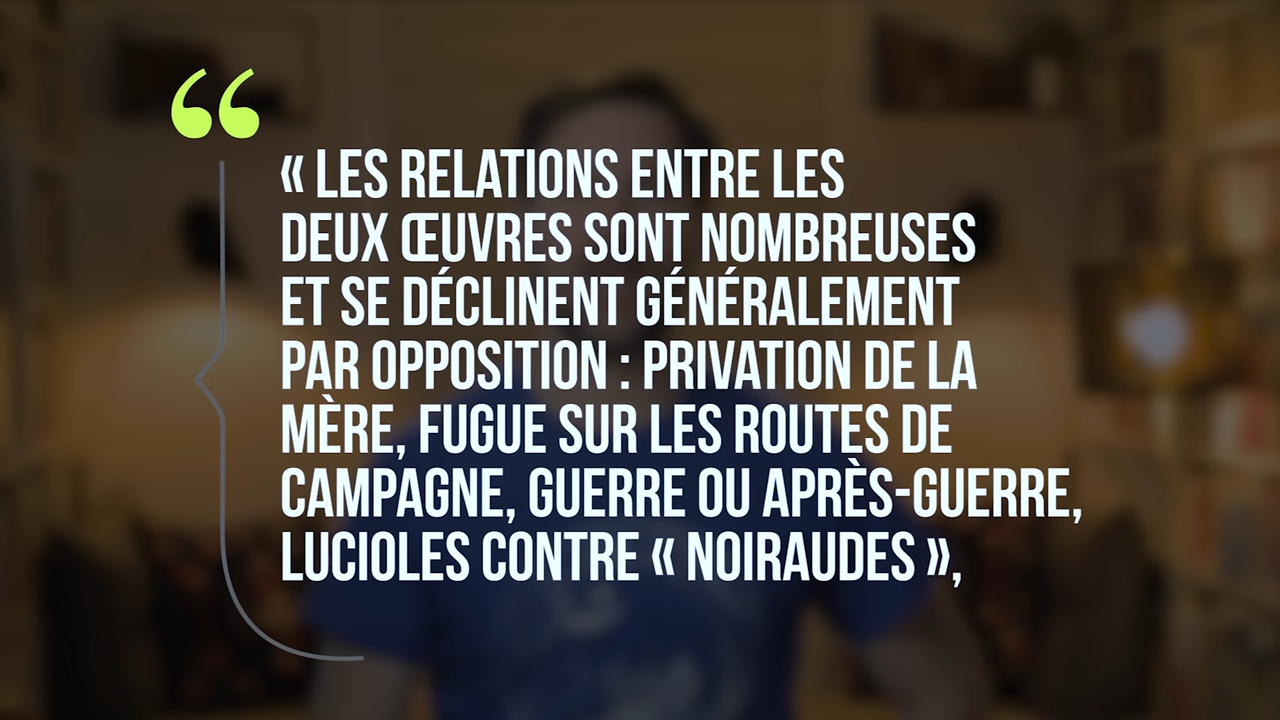 “
« LES RELATIONS ENTRE LES
DEUX ŒUVRES SONT NOMBREUSES
ET SE DÉCLINENT GÉNÉRALEMENT
PAR OPPOSITION : PRIVATION DE LA
MÈRE, FUGUE SUR LES ROUTES DE
CAMPAGNE, GUERRE OU APRÈS-GUERRE,
LUCIOLES CONTRE « NOIRAUDES »,